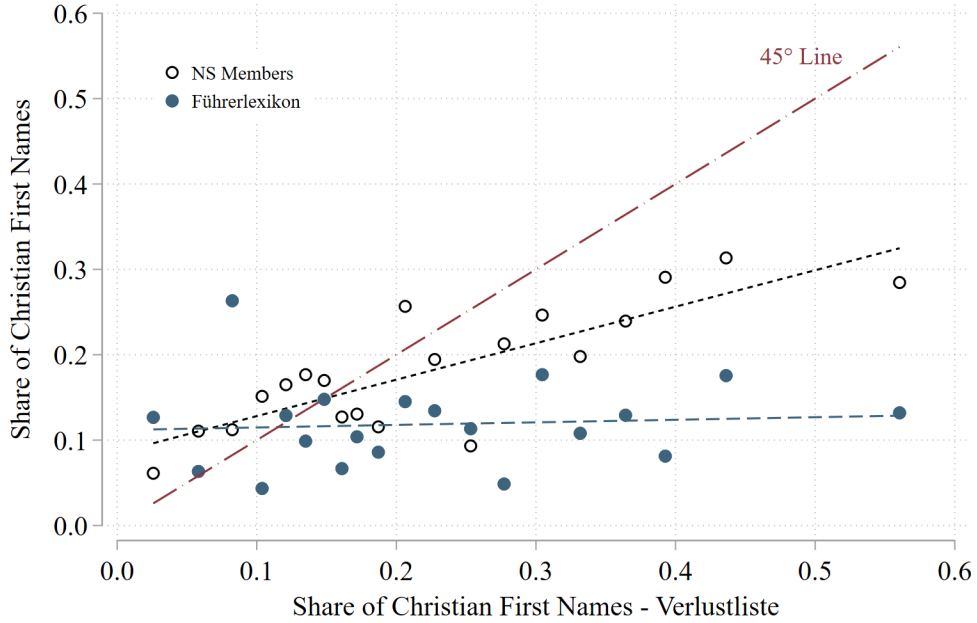 0.6
0.5
0.4
0.3
0.2
0.1
0.0
Share of Christian First Names
NS Members
Führerlexikon
45° Line
0.0 0.1 0.2 0.3 0.4 0.5 0.6
Share of Christian First Names - Verlustliste